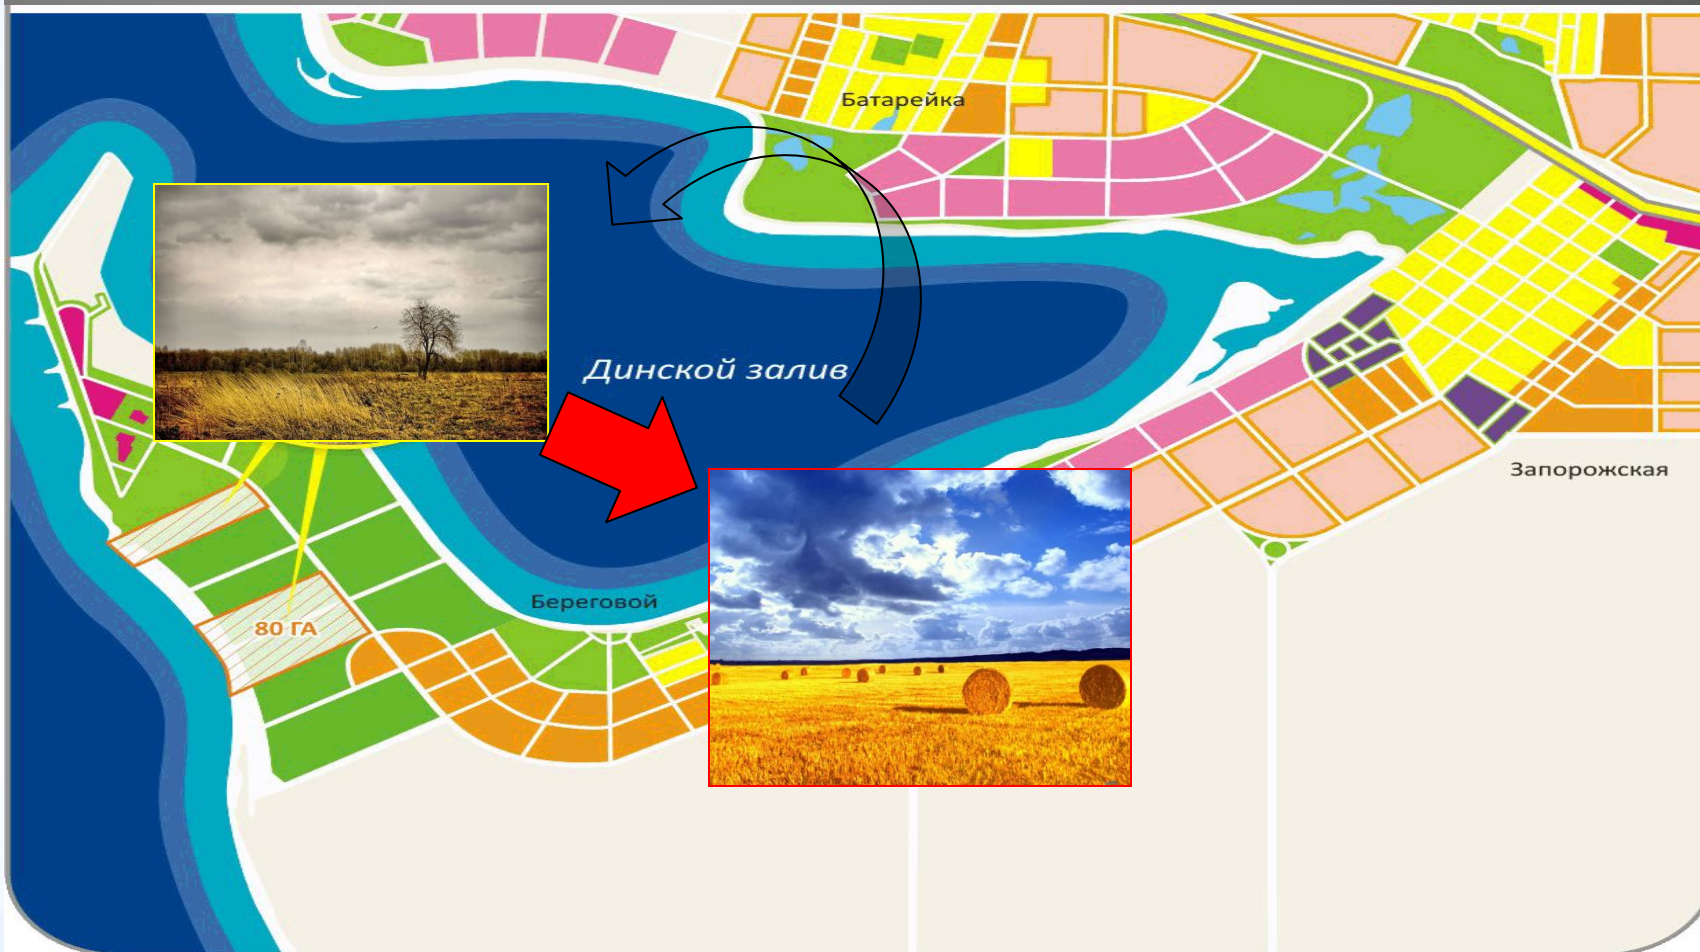 Батарейка
Динской залив
Запорожская
Береговой
80 ГА